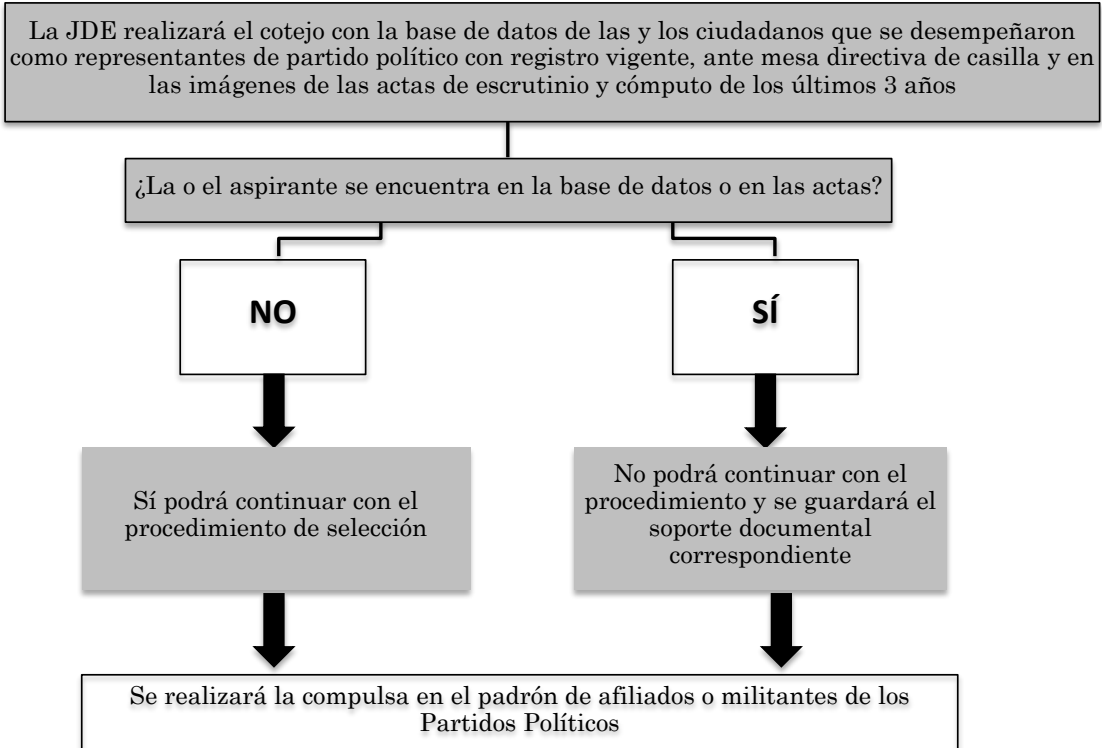 La JDE realizará el cotejo con la base de datos de las y los ciudadanos que se desempeñaron
como representantes de partido político con registro vigente, ante mesa directiva de casilla y en
las imágenes de las actas de escrutinio y cómputo de los últimos 3 años
¿La o el aspirante se encuentra en la base de datos o en las actas?
NO
SÍ
Sí podrá continuar con el
procedimiento de selección
No podrá continuar con el
procedimiento y se guardará el
soporte documental
correspondiente
Se realizará la compulsa en el padrón de afiliados o militantes de los
Partidos Políticos